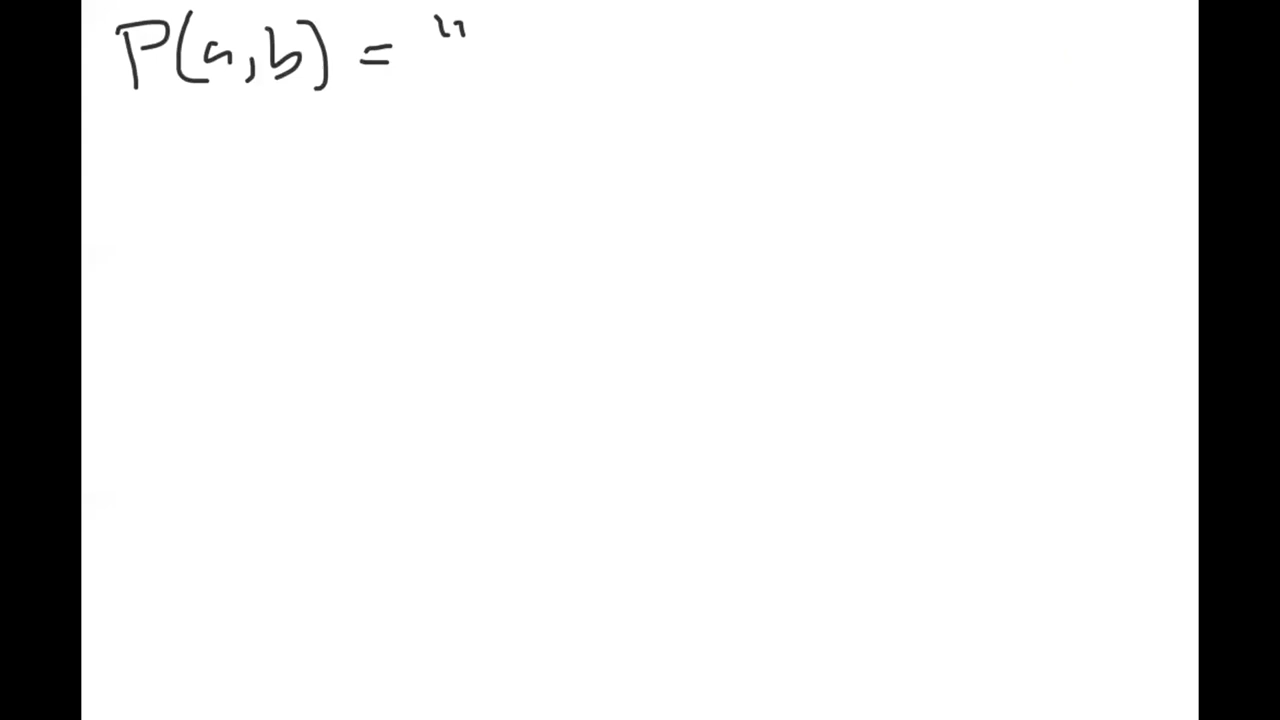 P(a,b) = "